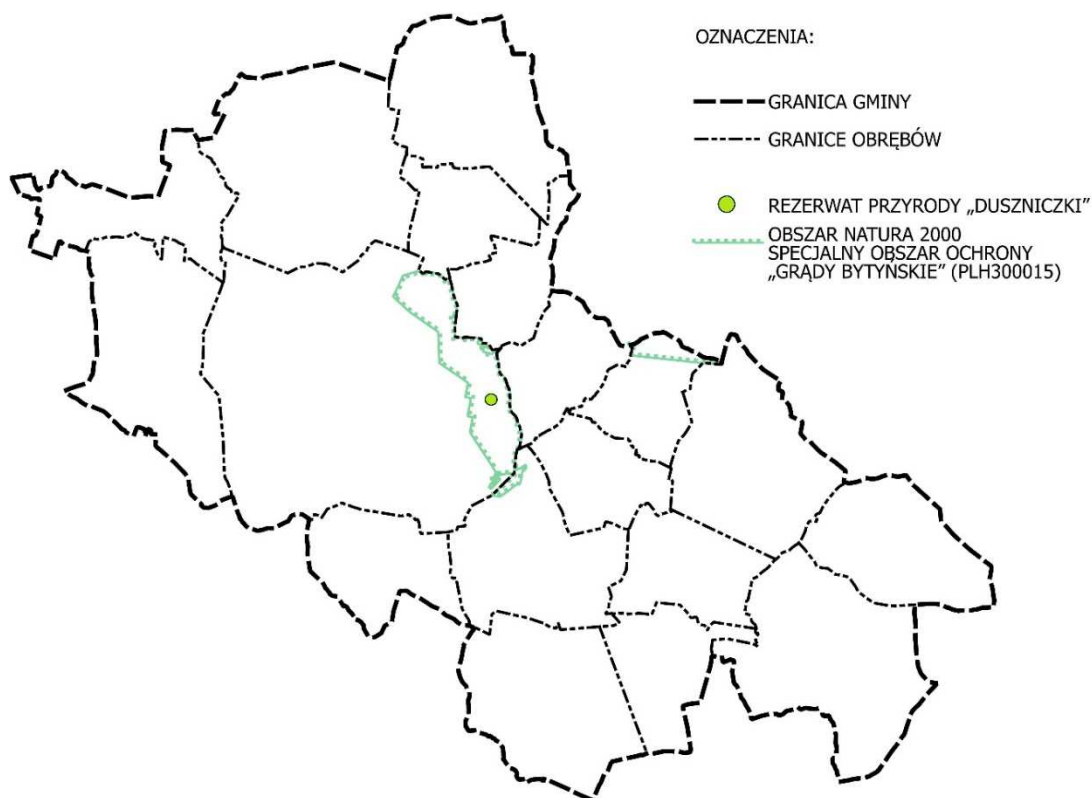 OZNACZENIA:
GRANICA GMINY
GRANICE OBRĘBÓW
REZERWAT PRZYRODY „DUSZNICZKI”
OBSZAR NATURA 2000
SPECJALNY OBSZAR OCHRONY
„GRĄDY BYTYŃSKIE” (PLH300015)